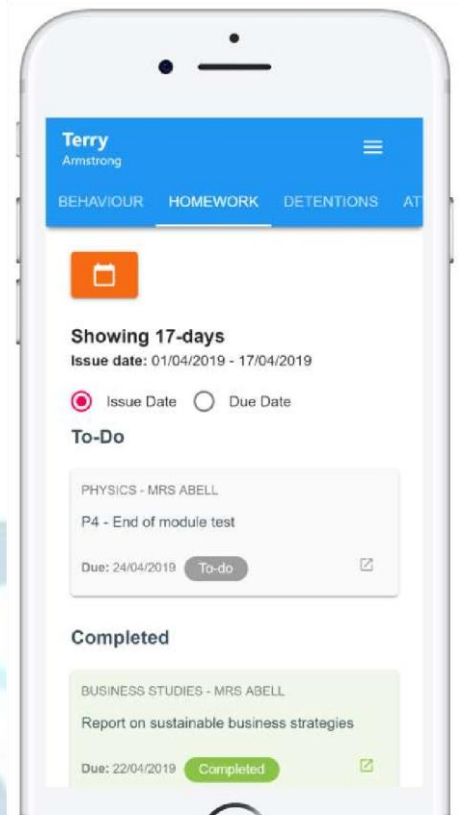 Terry
Armstrong
BEHAVIOUR HOMEWORK DETENTIONS AT
Showing 17-days
Issue date: 01/04/2019 - 17/04/2019
Issue Date Due Date
To-Do
PHYSICS - MRS ABELL
P4 - End of module test
Due: 24/04/2019 To-do
Completed
BUSINESS STUDIES - MRS ABELL
Report on sustainable business strategies
Due: 22/04/2019 Completed